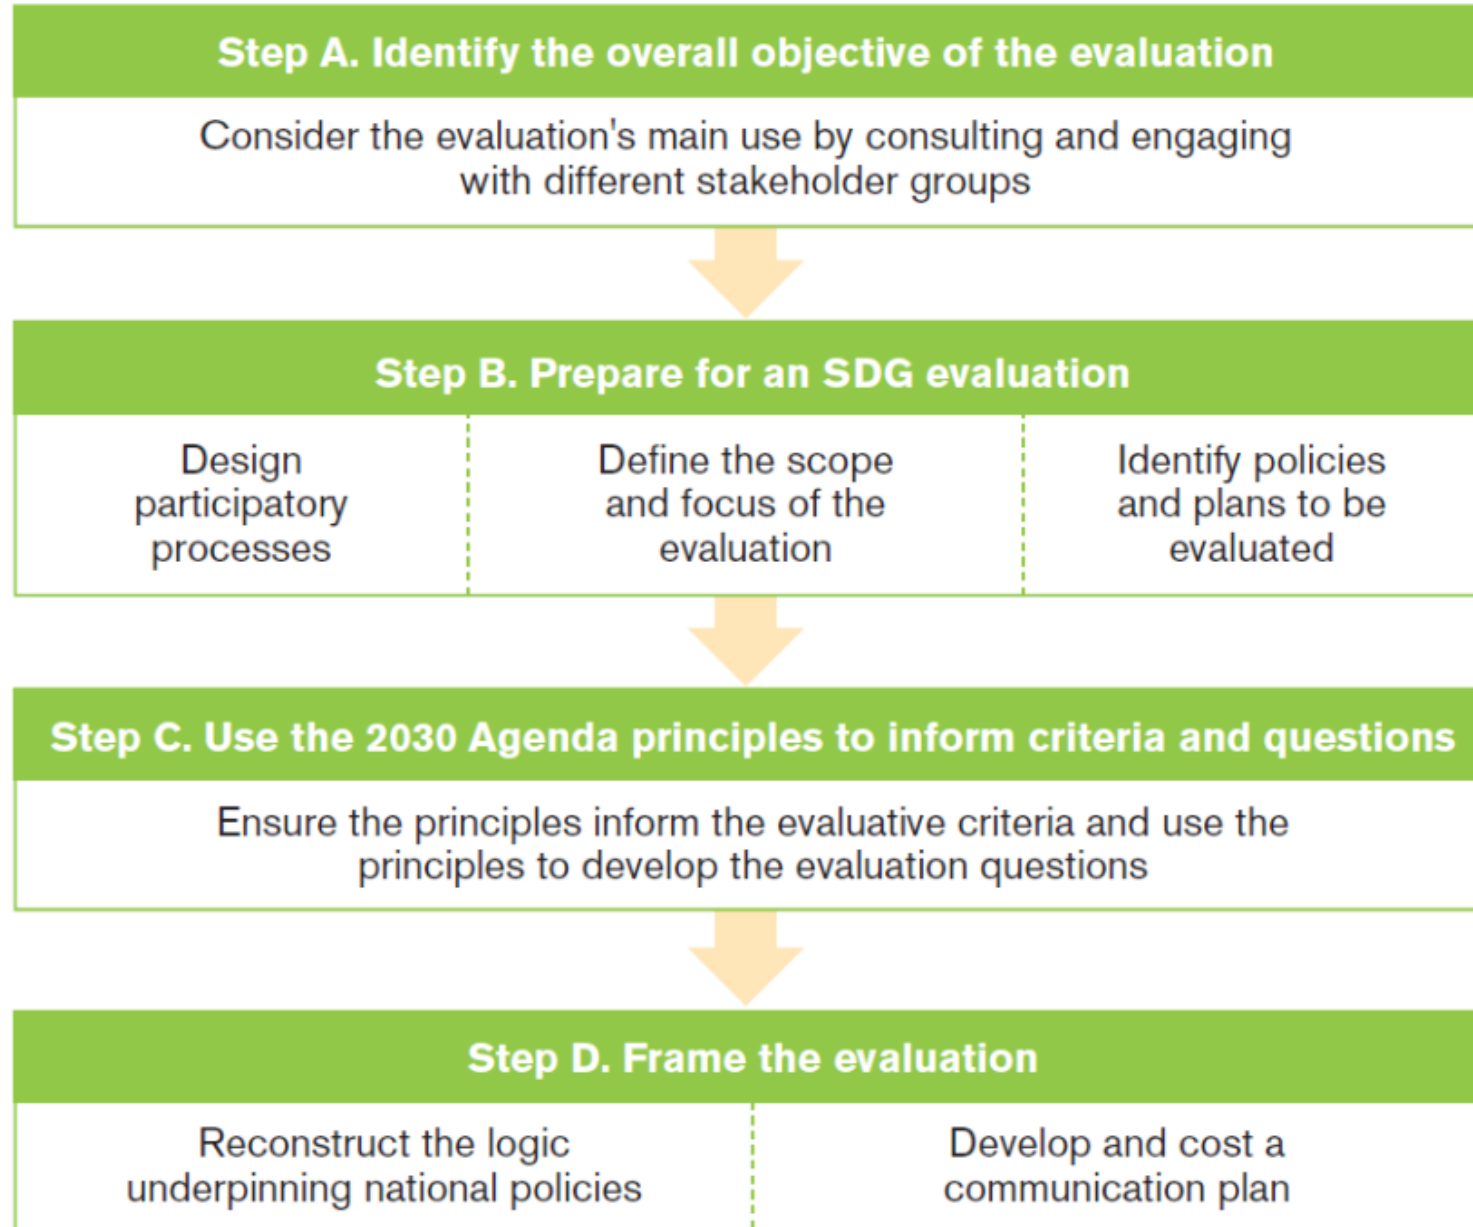 Step A. Identify the overall objective of the evaluation
Consider the evaluation's main use by consulting and engaging
with different stakeholder groups
Step B. Prepare for an SDG evaluation
Design
participatory
processes
Define the scope
and focus of the
evaluation
Identify policies
and plans to be
evaluated
Step C. Use the 2030 Agenda principles to inform criteria and questions
Ensure the principles inform the evaluative criteria and use the
principles to develop the evaluation questions
Step D. Frame the evaluation
Reconstruct the logic
underpinning national policies
Develop and cost a
communication plan